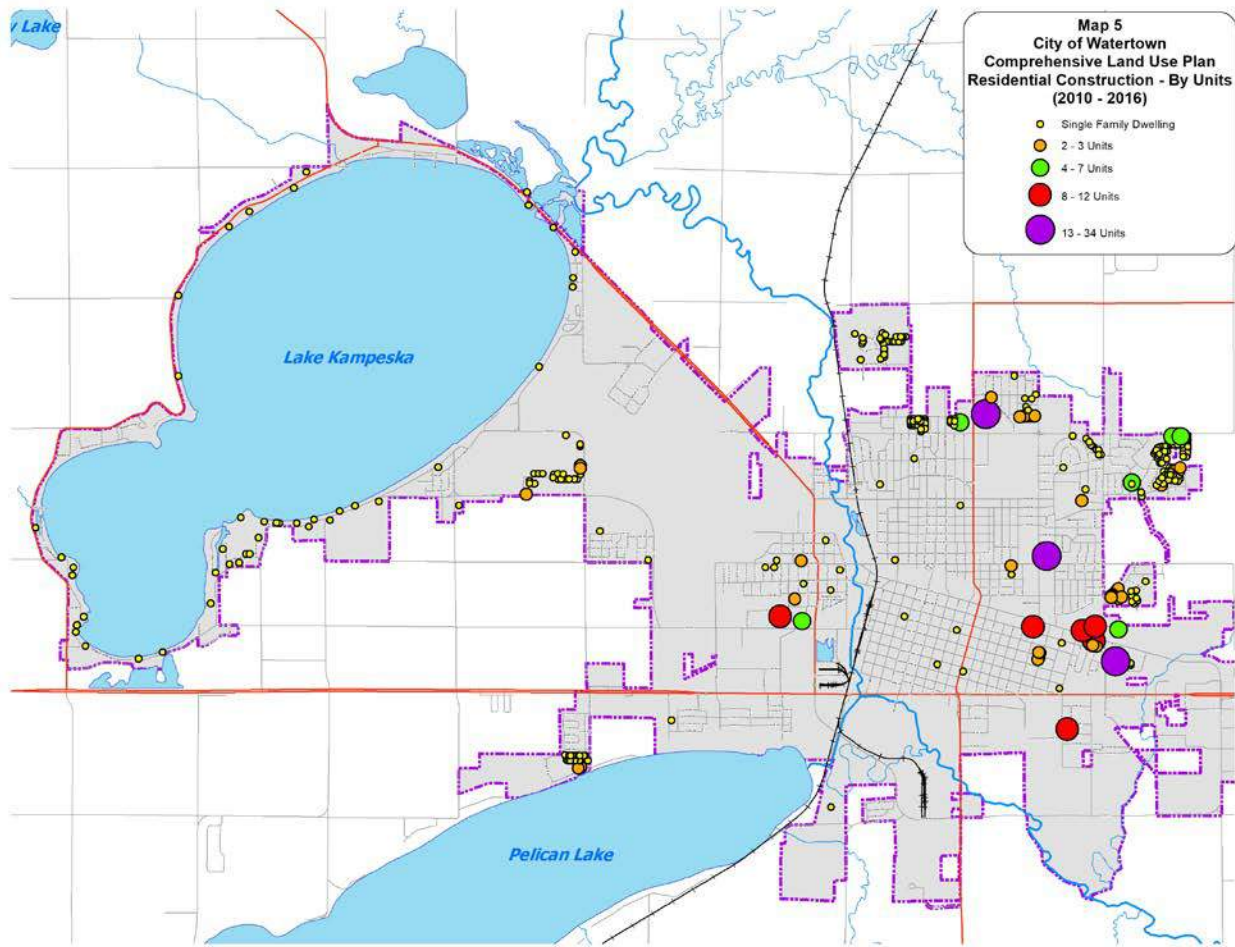 y Lake
Map 5
City of Watertown
Comprehensive Land Use Plan
Residential Construction - By Units
(2010 - 2016)
Single Family Dwelling
2 - 3 Units
4 - 7 Units
8 - 12 Units
13 - 34 Units
Lake Kampeska
Pelican Lake